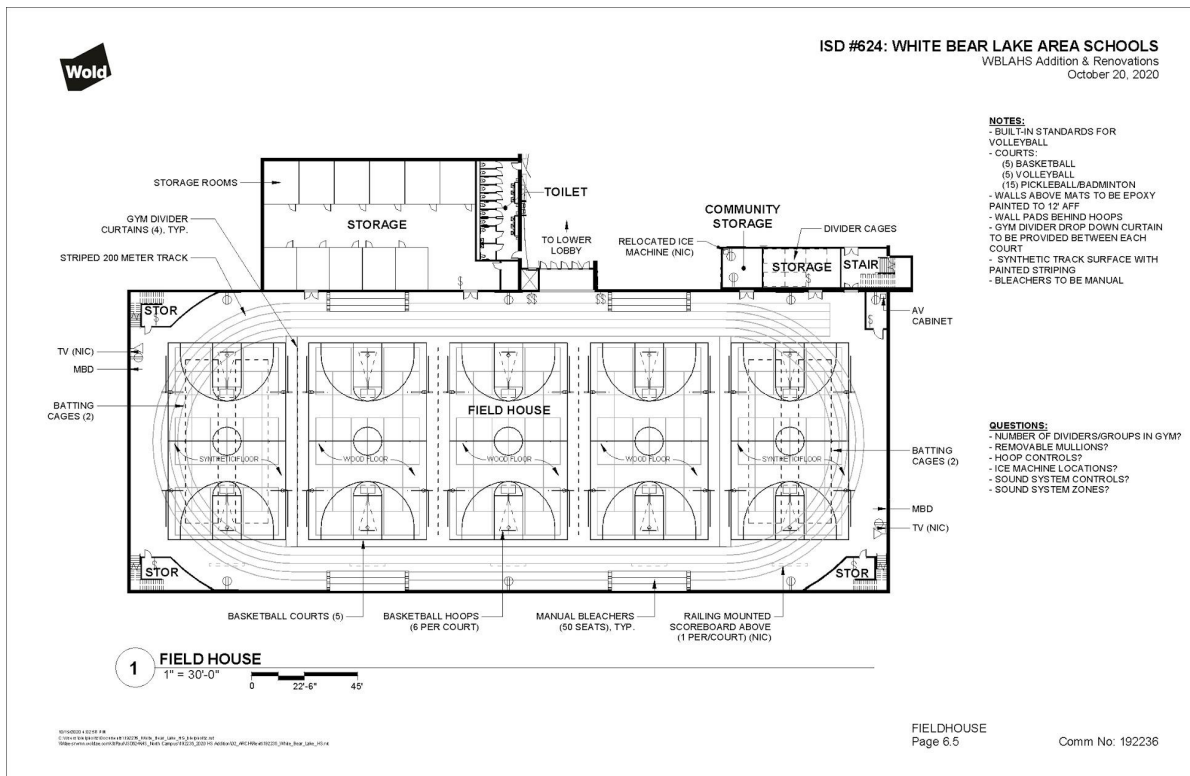 Wold
ISD #624: WHITE BEAR LAKE AREA SCHOOLS
WBLAHS Addition & Renovations
October 20, 2020
NOTES:
- BUILT-IN STANDARDS FOR
VOLLEYBALL
- COURTS:
(5) BASKETBALL
(5) VOLLEYBALL
(15) PICKLEBALL/BADMINTON
- WALLS ABOVE MATS TO BE EPOXY
PAINTED TO 12' AFF
- WALL PADS BEHIND HOOPS
- GYM DIVIDER DROP DOWN CURTAIN
TO BE PROVIDED BETWEEN EACH
COURT
- SYNTHETIC TRACK SURFACE WITH
PAINTED STRIPING
- BLEACHERS TO BE MANUAL
STORAGE ROOMS
TOILET
GYM DIVIDER
CURTAINS (4), TYP.
STORAGE
COMMUNITY
STORAGE
DIVIDER CAGES
TO LOWER
LOBBY
RELOCATED ICE
MACHINE (NIC)
STRIPED 200 METER TRACK
STORAGE
STAIR
STOR
AV
CABINET
TV (NIC)
MBD
BATTING
CAGES (2)
FIELD HOUSE
SYNTHETIC FLOOR
WOOD FLOOR
WOOD FLOOR
WOOD FLOOR
SYNTHETIC FLOOR
QUESTIONS:
- NUMBER OF DIVIDERS/GROUPS IN GYM?
- REMOVABLE MULLIONS?
- HOOP CONTROLS?
- ICE MACHINE LOCATIONS?
- SOUND SYSTEM CONTROLS?
- SOUND SYSTEM ZONES?
BATTING
CAGES (2)
MBD
TV (NIC)
STOR
STOR
BASKETBALL COURTS (5)
BASKETBALL HOOPS
(6 PER COURT)
MANUAL BLEACHERS
(50 SEATS), TYP.
RAILING MOUNTED
SCOREBOARD ABOVE
(1 PER/COURT) (NIC)
1
FIELD HOUSE
1" = 30'-0"
0 22'-6" 45'
FIELDHOUSE
Page 6.5
Comm No: 192236